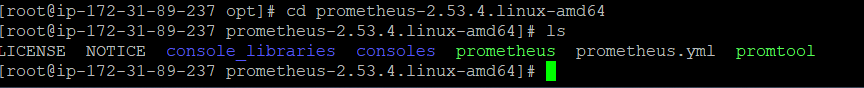 [root@ip-172-31-89-237 opt]# cd prometheus-2.53.4.linux-amd64
[root@ip-172-31-89-237 prometheus-2.53.4.linux-amd64]# ls
LICENSE  NOTICE  console_libraries  consoles  prometheus  prometheus.yml  promtool
[root@ip-172-31-89-237 prometheus-2.53.4.linux-amd64]#